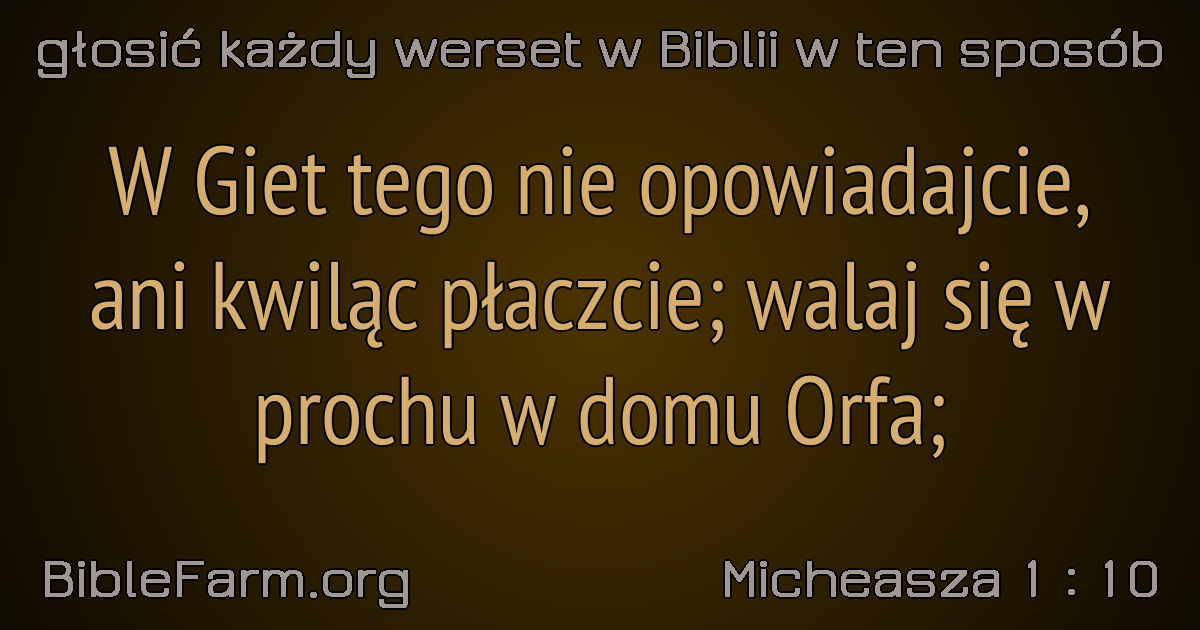 głosić każdy werset w Biblii w ten sposób
W Giet tego nie opowiadajcie,
ani kwiląc płaczcie; walaj się w
prochu w domu Orfa;
BibleFarm.org
Micheasza 1 : 10